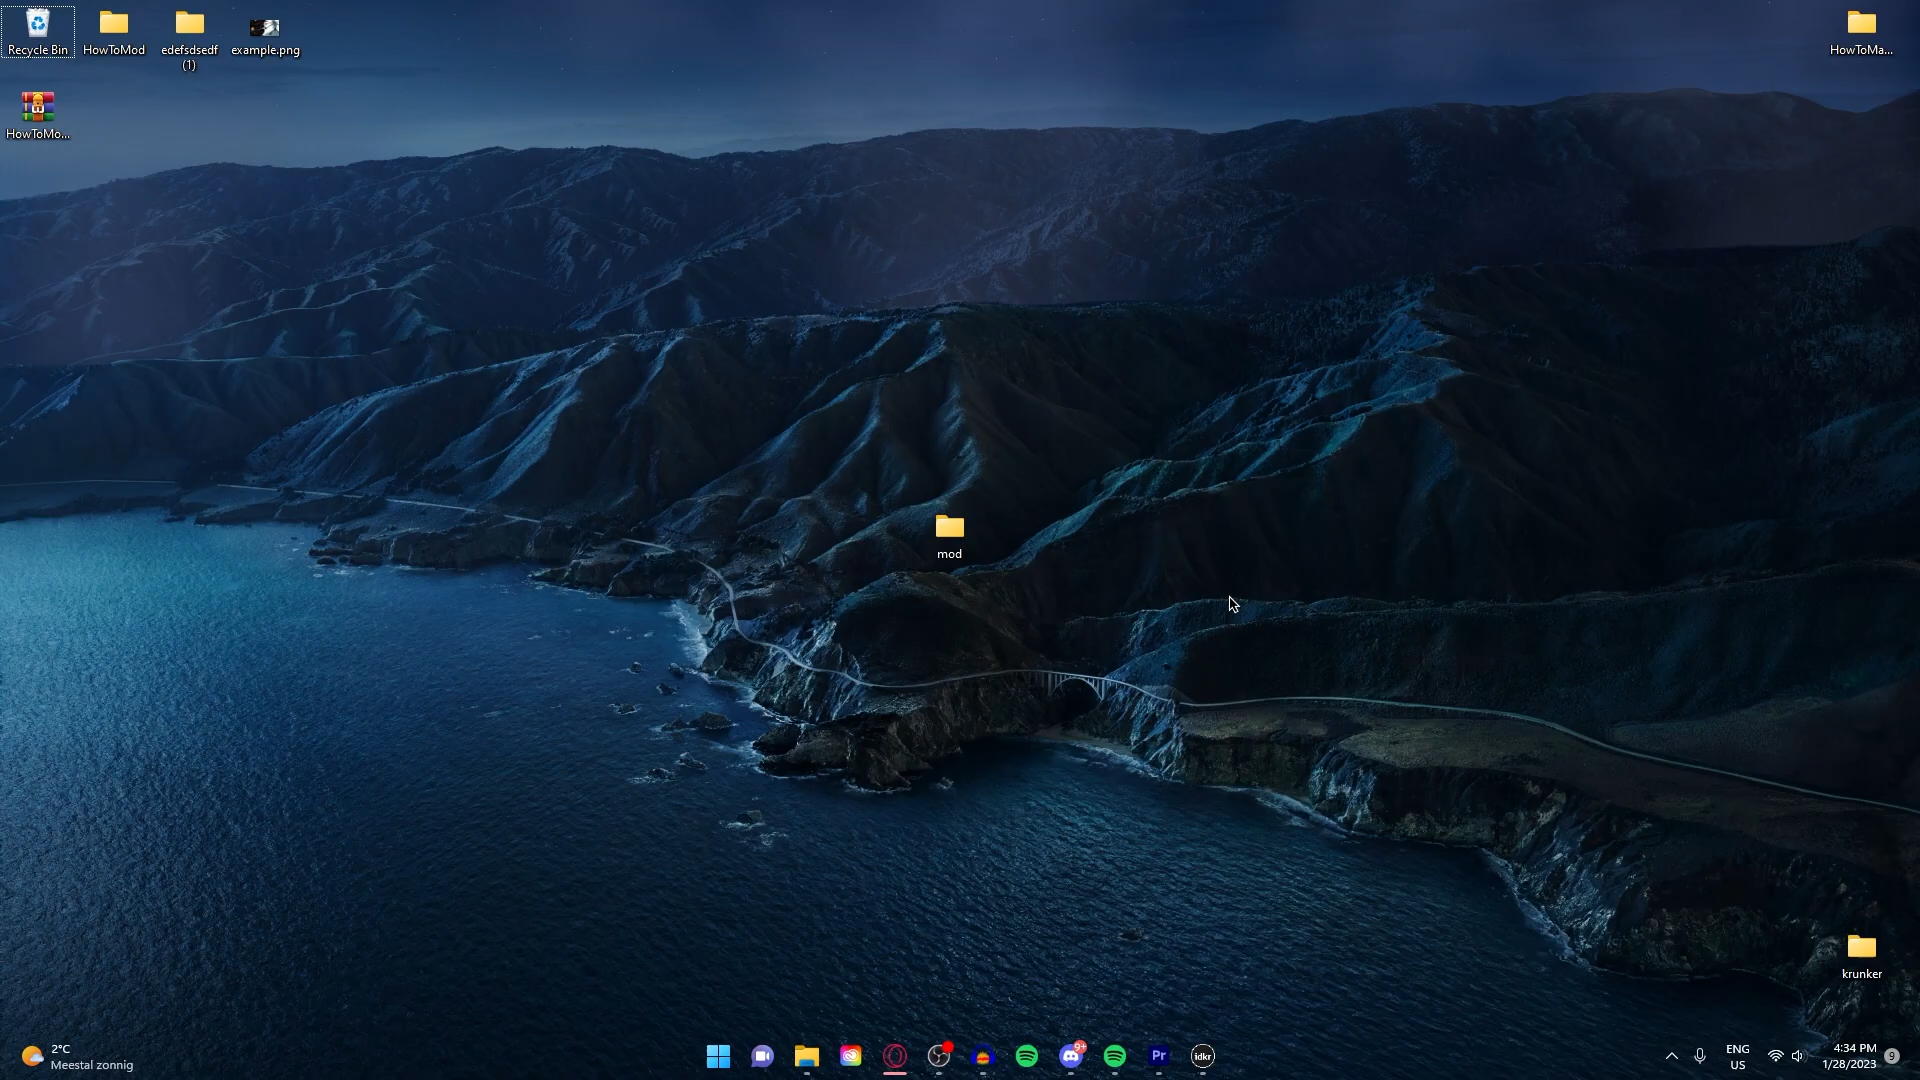 Recycle Bin
HowToMod
edefsdsedf
(1)
example.png
HowToMa...
HowToMo...
mod
krunker
2°C
Meestal zonnig
9+
Pr
idkr
ENG
US
4:34 PM
1/28/2023
9